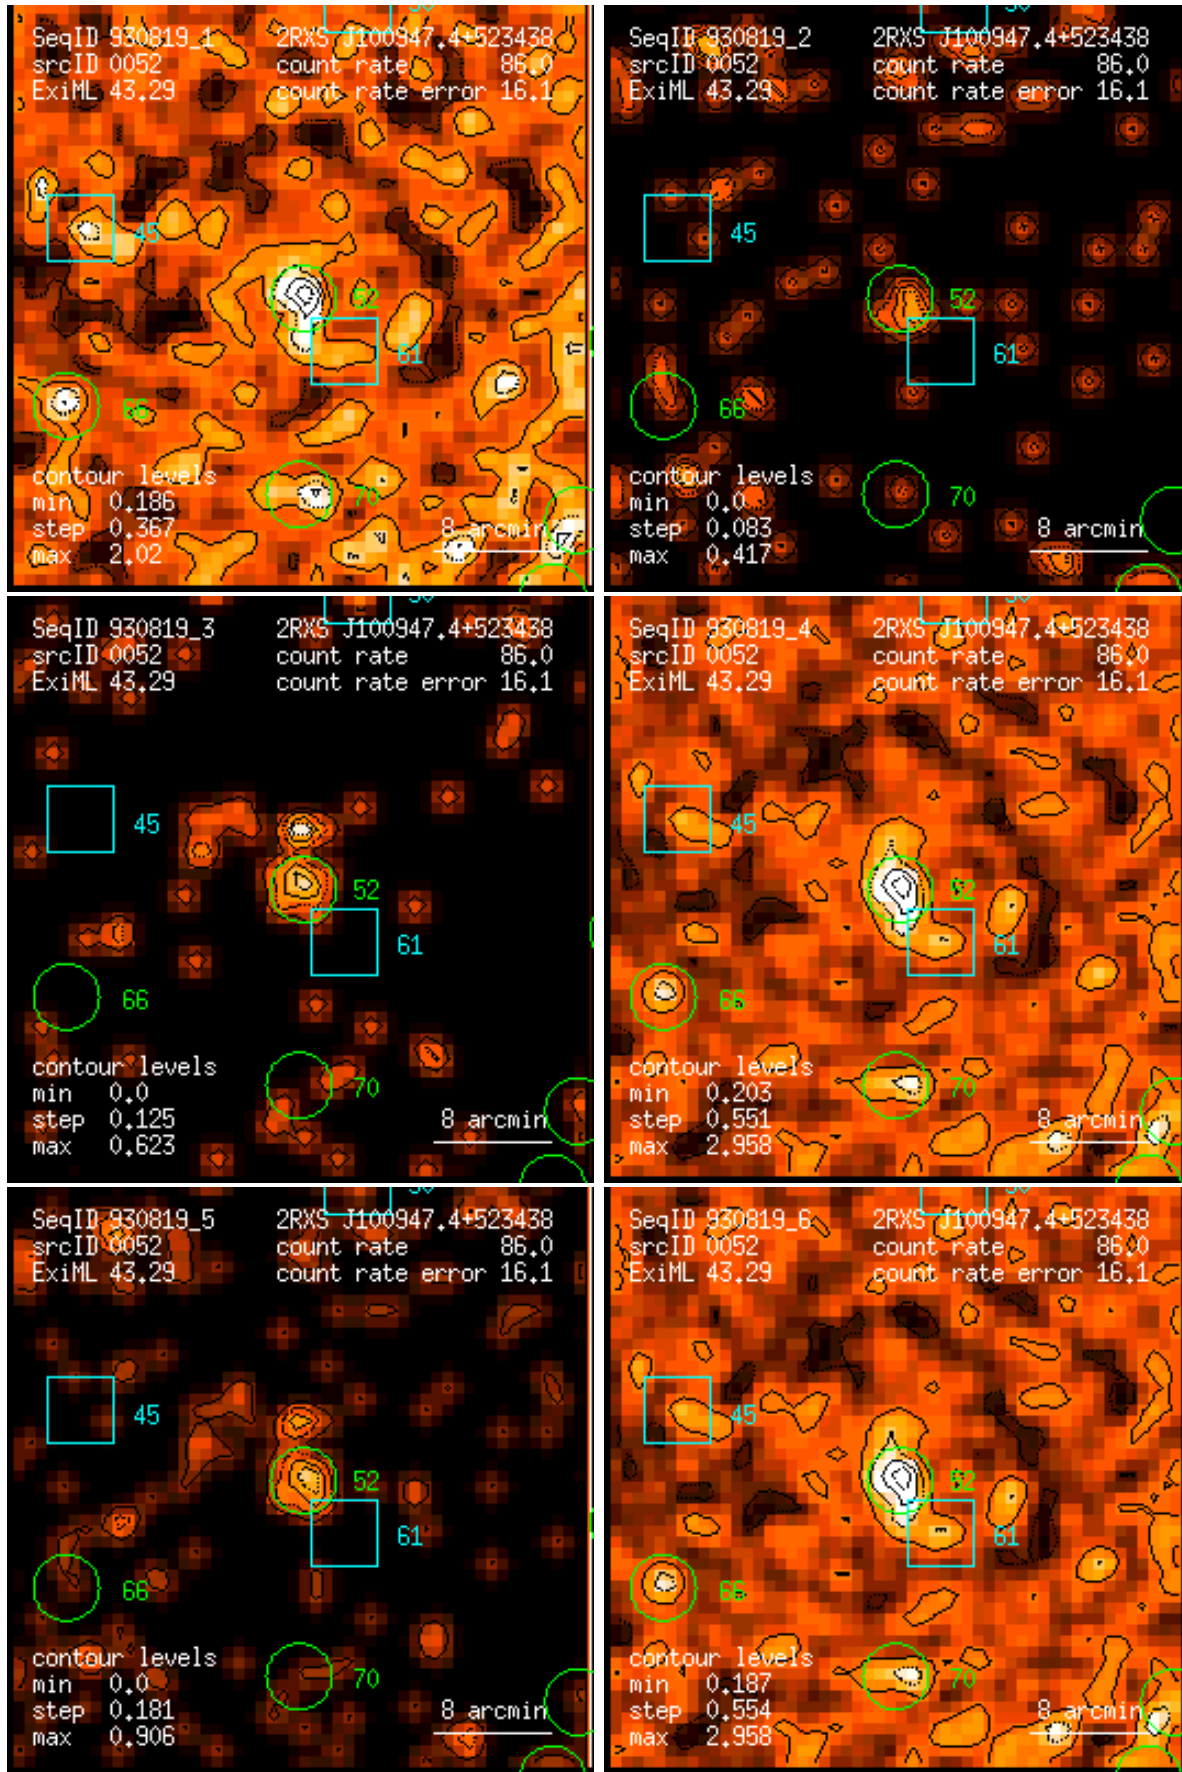 SeqID 930819_1 2RXS J100947.4+523438
srcID 0052 count rate 86.0
ExiML 43.29 count rate error 16.1
45
52
61
66
70
contour levels
min 0.186
step 0.367
max 2.02
8 arcmin
SeqID 930819_2 2RXS J100947.4+523438
srcID 0052 count rate 86.0
ExiML 43.29 count rate error 16.1
45
52
61
66
70
contour levels
min 0.0
step 0.083
max 0.417
8 arcmin
SeqID 930819_3 2RXS J100947.4+523438
srcID 0052 count rate 86.0
ExiML 43.29 count rate error 16.1
45
52
61
66
70
contour levels
min 0.0
step 0.125
max 0.623
8 arcmin
SeqID 930819_4 2RXS J100947.4+523438
srcID 0052 count rate 86.0
ExiML 43.29 count rate error 16.1
45
52
61
66
70
contour levels
min 0.203
step 0.551
max 2.958
8 arcmin
SeqID 930819_5 2RXS J100947.4+523438
srcID 0052 count rate 86.0
ExiML 43.29 count rate error 16.1
45
52
61
66
70
contour levels
min 0.0
step 0.181
max 0.906
8 arcmin
SeqID 930819_6 2RXS J100947.4+523438
srcID 0052 count rate 86.0
ExiML 43.29 count rate error 16.1
45
52
61
66
70
contour levels
min 0.187
step 0.554
max 2.958
8 arcmin